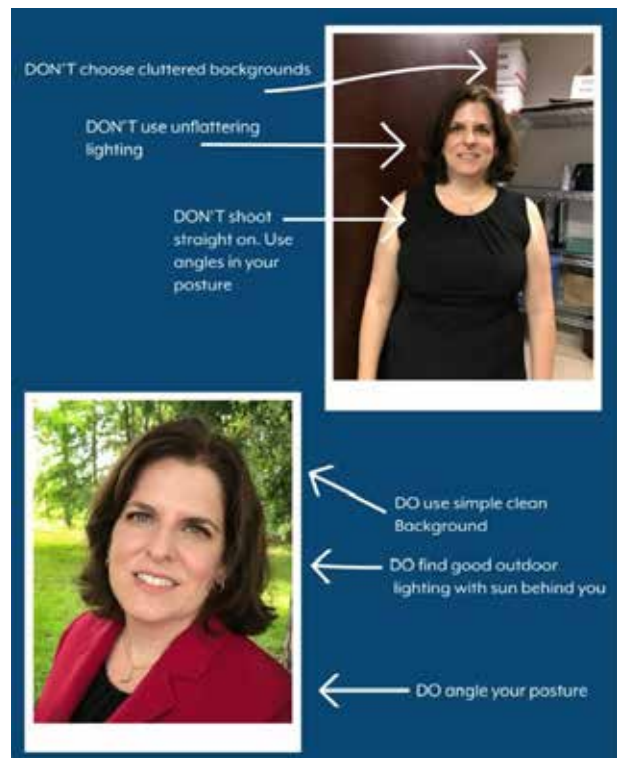 DON'T choose cluttered backgrounds
DON'T use unflattering
lighting
DON'T shoot
straight on. Use
angles in your
posture
DO use simple clean
Background
DO find good outdoor
lighting with sun behind you
DO angle your posture